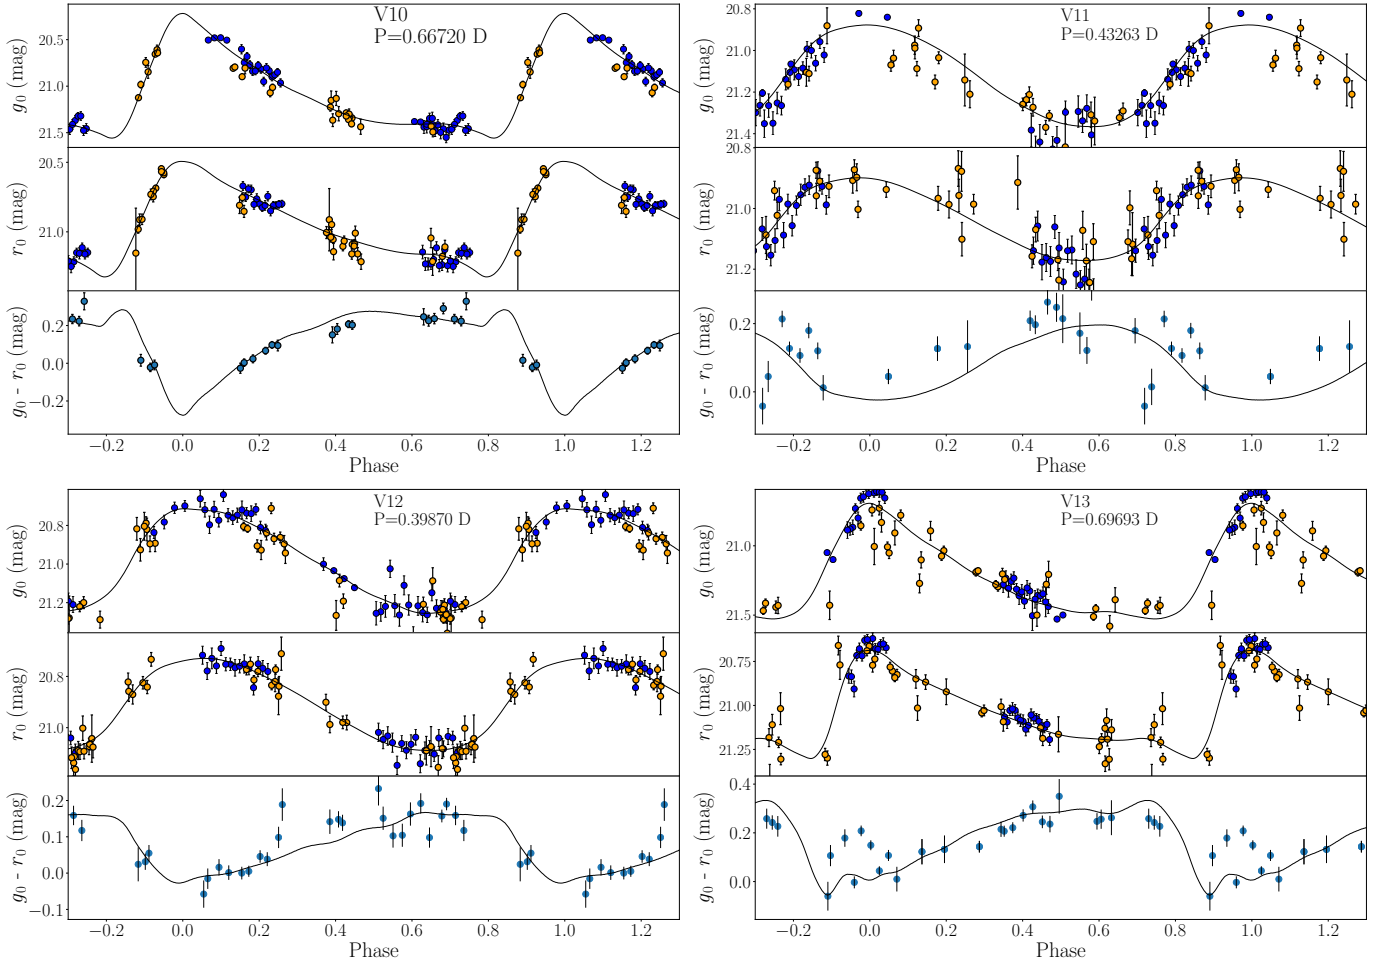 V10
P=0.66720 D
20.5
21.0
21.5
g0 (mag)
20.5
21.0
r0 (mag)
0.2
0.0
−0.2
g0 - r0 (mag)
−0.2 0.0 0.2 0.4 0.6 0.8 1.0 1.2
Phase
V11
P=0.43263 D
20.8
21.0
21.2
21.4
g0 (mag)
20.8
21.0
21.2
r0 (mag)
0.2
0.0
g0 - r0 (mag)
−0.2 0.0 0.2 0.4 0.6 0.8 1.0 1.2
Phase
V12
P=0.39870 D
20.8
21.0
21.2
g0 (mag)
20.8
21.0
r0 (mag)
0.2
0.1
0.0
−0.1
g0 - r0 (mag)
−0.2 0.0 0.2 0.4 0.6 0.8 1.0 1.2
Phase
V13
P=0.69693 D
21.0
21.5
g0 (mag)
20.75
21.00
21.25
r0 (mag)
0.4
0.2
0.0
g0 - r0 (mag)
−0.2 0.0 0.2 0.4 0.6 0.8 1.0 1.2
Phase